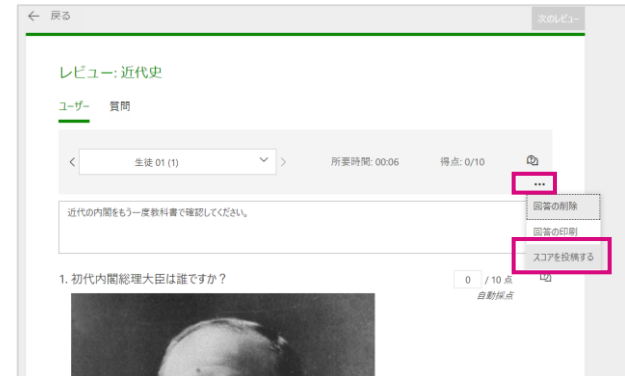 ← 戻る
次のレビュー
レビュー: 近代史
ユーザー 質問
生徒 01 (1) 所要時間: 00:06 得点: 0/10
回答の削除
近代の内閣をもう一度教科書で確認してください。
回答の印刷
スコアを投稿する
1. 初代内閣総理大臣は誰ですか？ 0 / 10 点
自動採点